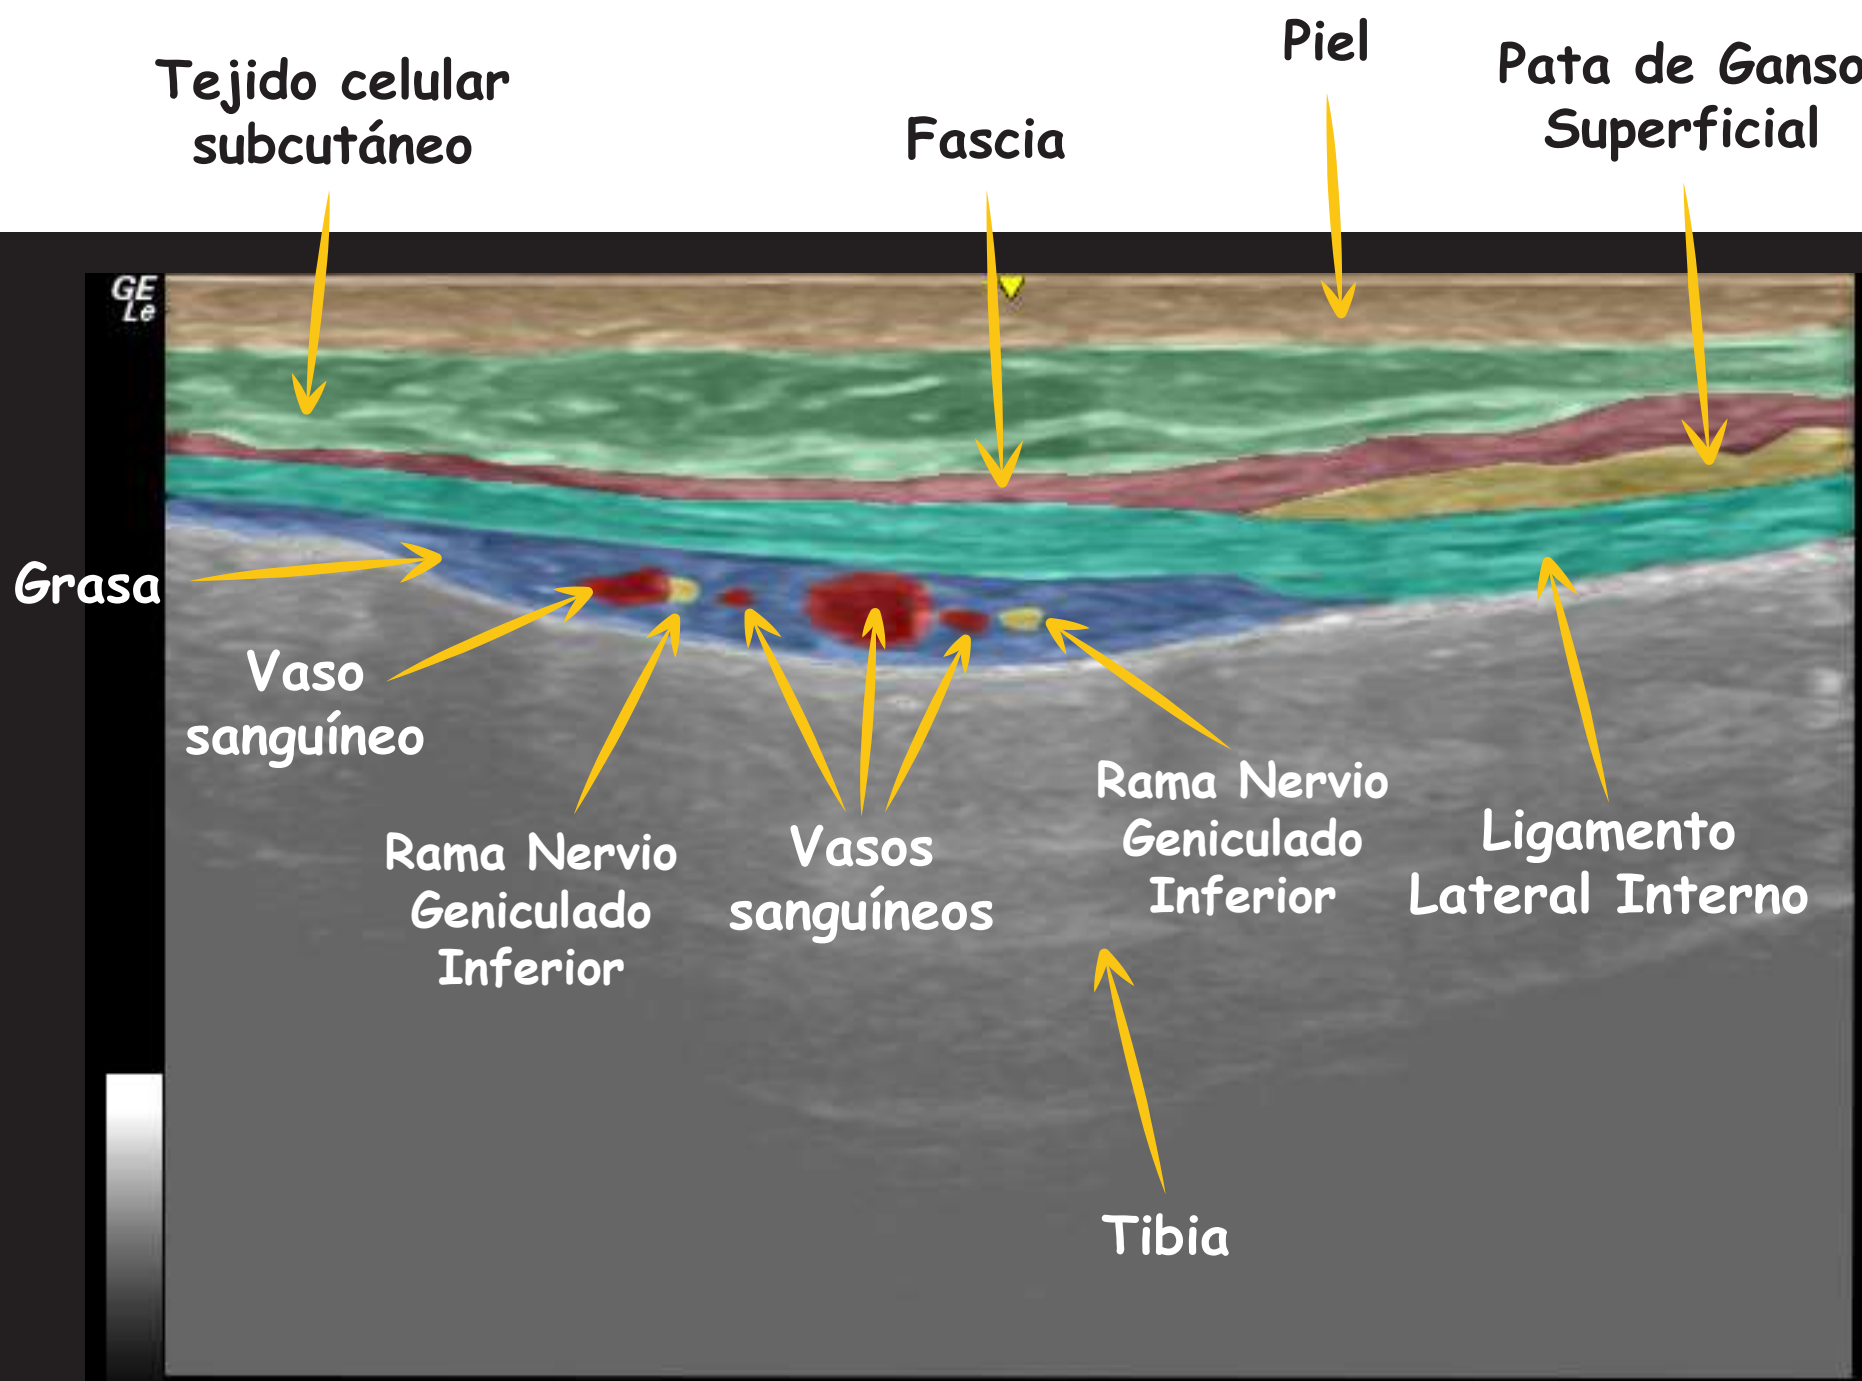 Piel
Tejido celular
subcutáneo
Fascia
Pata de Ganso
Superficial
GE
Le
Grasa
Vaso
sanguíneo
Rama Nervio
Geniculado
Inferior
Vasos
sanguíneos
Rama Nervio
Geniculado
Inferior
Ligamento
Lateral Interno
Tibia